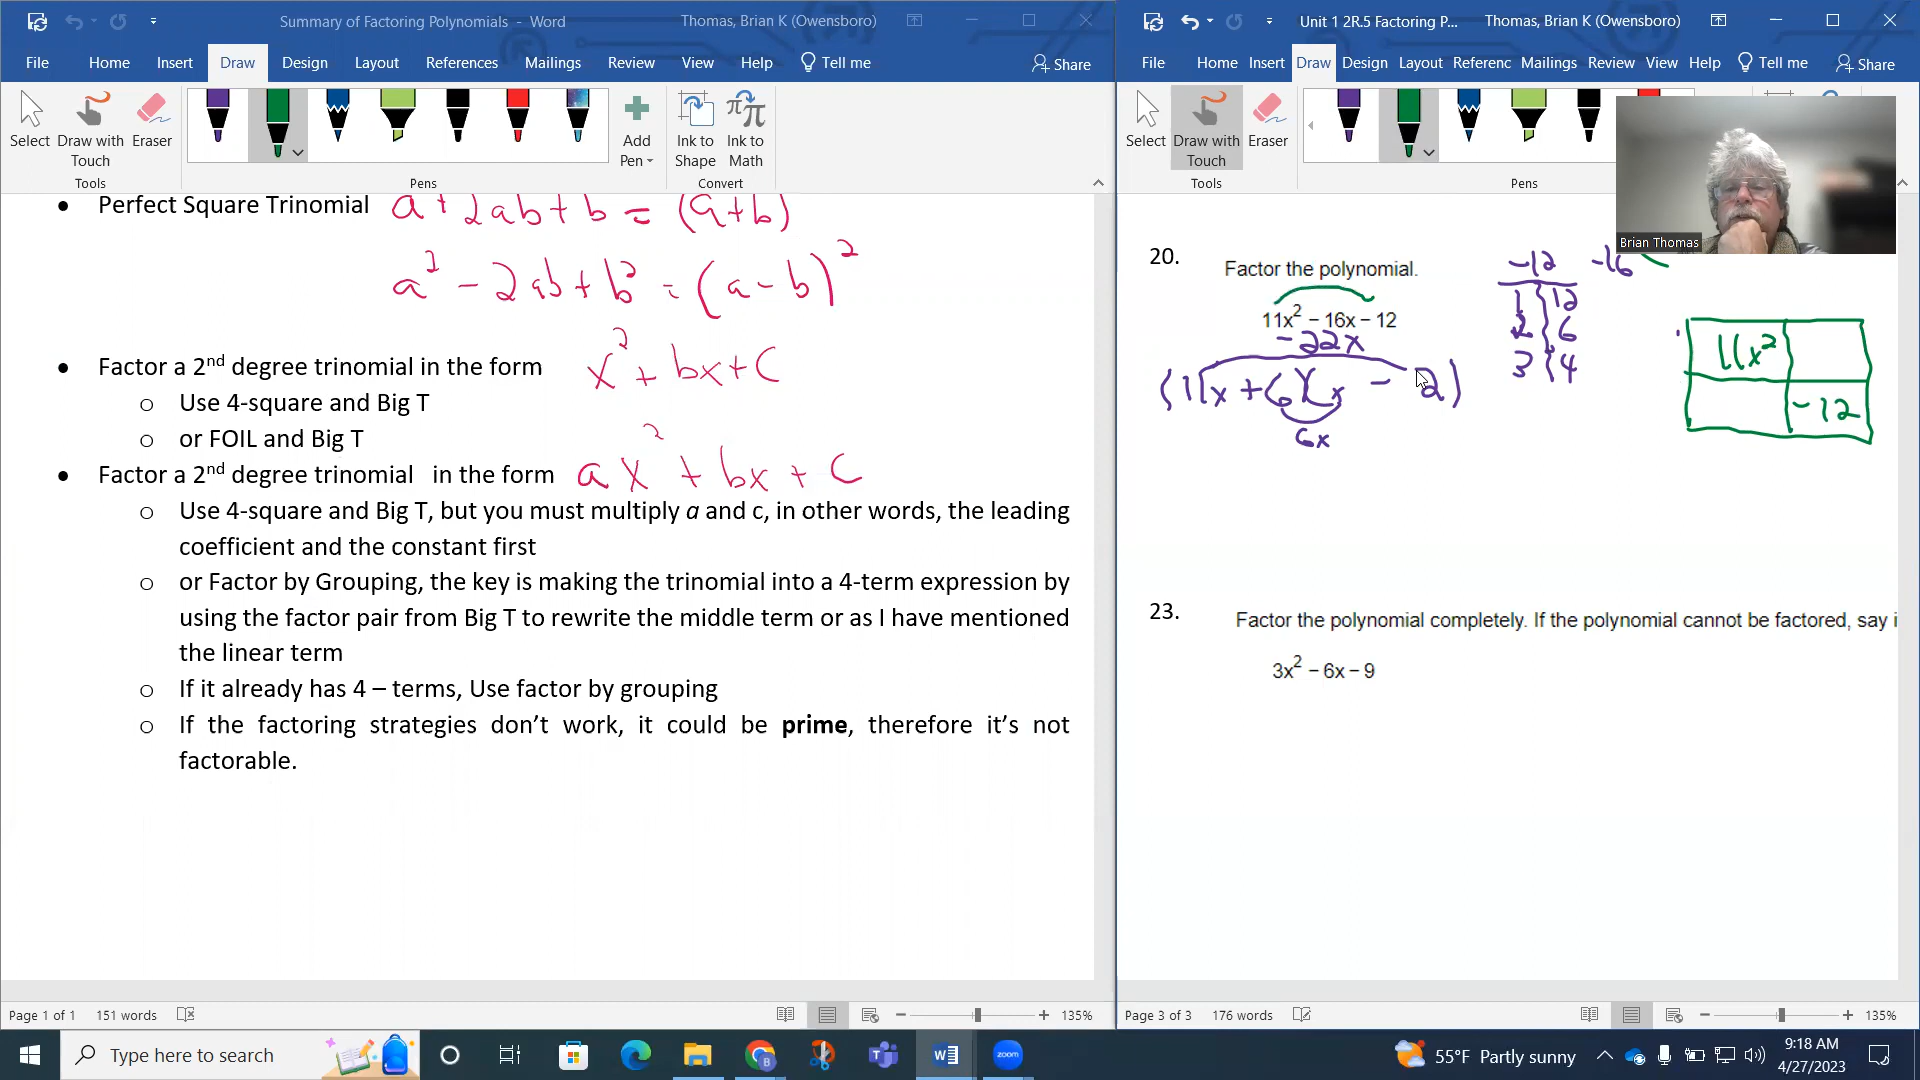 Summary of Factoring Polynomials - Word
Thomas, Brian K (Owensboro)
File Home Insert Draw Design Layout References Mailings Review View Help Tell me Share
Select
Draw with Touch
Eraser
Add Pen
Ink to Shape
Ink to Math
Tools
Pens
Convert
• Perfect Square Trinomial a + 2ab + b = (a+b)
a² - 2ab + b² = (a - b)²
• Factor a 2nd degree trinomial in the form x² + bx + c
o Use 4-square and Big T
o or FOIL and Big T
• Factor a 2nd degree trinomial in the form ax² + bx + c
o Use 4-square and Big T, but you must multiply a and c, in other words, the leading
coefficient and the constant first
o or Factor by Grouping, the key is making the trinomial into a 4-term expression by
using the factor pair from Big T to rewrite the middle term or as I have mentioned
the linear term
o If it already has 4 – terms, Use factor by grouping
o If the factoring strategies don't work, it could be prime, therefore it's not
factorable.
Page 1 of 1 151 words
135%
Unit 1 2R.5 Factoring P...
Thomas, Brian K (Owensboro)
File Home Insert Draw Design Layout Referenc Mailings Review View Help Tell me Share
Select
Draw with Touch
Eraser
Tools
Pens
Brian Thomas
20.
Factor the polynomial.
11x² − 16x − 12
-22x
(11x + 6)(x - 2)
6x
-12 -16
1 12
2 6
3 4
11x²
-12
23.
Factor the polynomial completely. If the polynomial cannot be factored, say i
3x² − 6x − 9
Page 3 of 3 176 words
135%
Type here to search
zoom
55°F Partly sunny
9:18 AM
4/27/2023